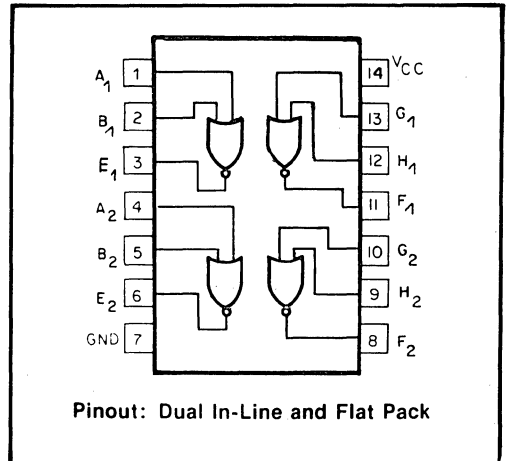 A1 1
B1 2
E1 3
A2 4
B2 5
E2 6
GND 7
14 VCC
13 G1
12 H1
11 F1
10 G2
9 H2
8 F2
Pinout: Dual In-Line and Flat Pack